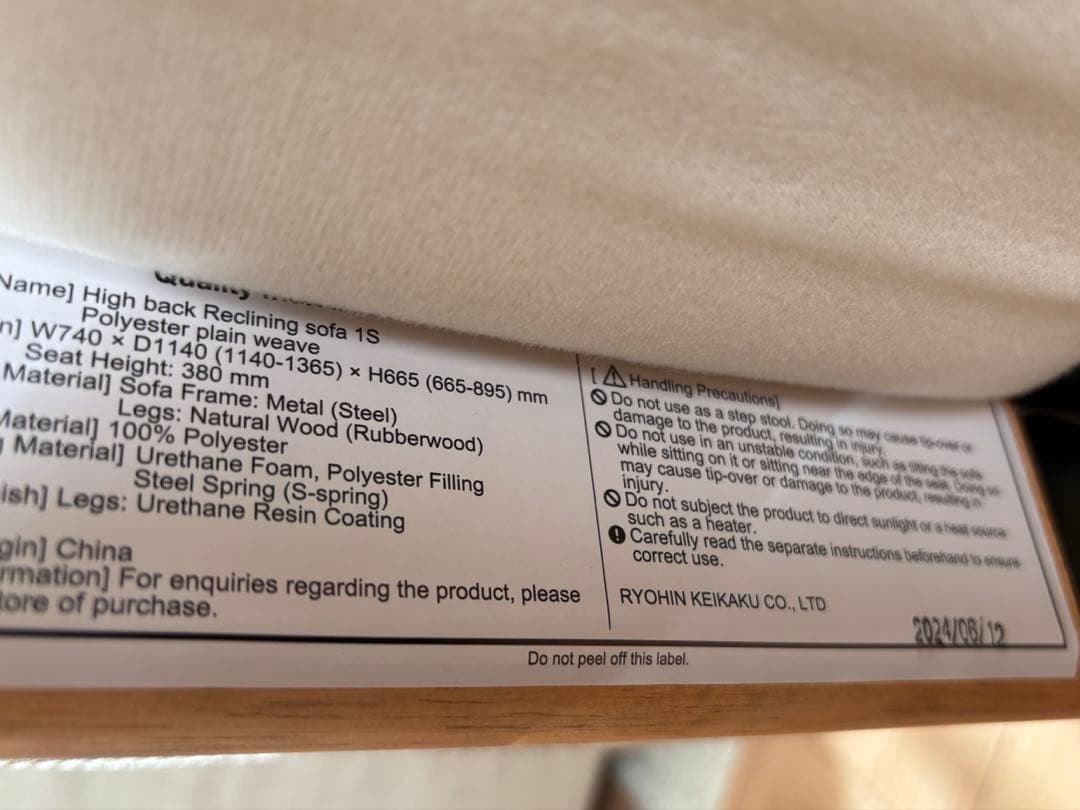 Quality
Name] High back Reclining sofa 1S
Polyester plain weave
n] W740 × D1140 (1140-1365) × H665 (665-895) mm
Seat Height: 380 mm
Material] Sofa Frame: Metal (Steel)
Legs: Natural Wood (Rubberwood)
Material] 100% Polyester
Material] Urethane Foam, Polyester Filling
Steel Spring (S-spring)
ish] Legs: Urethane Resin Coating
gin] China
rmation] For enquiries regarding the product, please
tore of purchase.
[ Handling Precautions]
Do not use as a step stool. Doing so may cause tip-over or
damage to the product, resulting in injury.
Do not use in an unstable condition, such as tilting the sofa
while sitting on it or sitting near the edge of the seat. Doing so
may cause tip-over or damage to the product, resulting in
injury.
Do not subject the product to direct sunlight or a heat source
such as a heater.
Carefully read the separate instructions beforehand to ensure
correct use.
RYOHIN KEIKAKU CO., LTD
2024/06/12
Do not peel off this label.